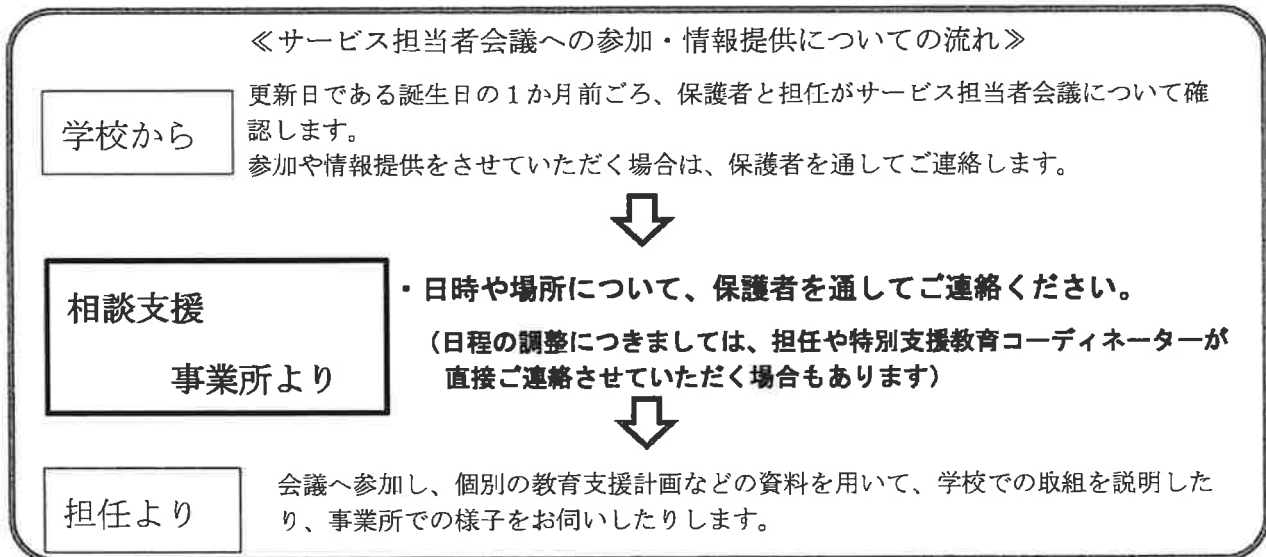 ≪サービス担当者会議への参加・情報提供についての流れ≫
学校から
更新日である誕生日の１か月前ごろ、保護者と担任がサービス担当者会議について確
認します。
参加や情報提供をさせていただく場合は、保護者を通してご連絡します。
相談支援
事業所より
・日時や場所について、保護者を通してご連絡ください。
（日程の調整につきましては、担任や特別支援教育コーディネーターが
直接ご連絡させていただく場合もあります）
担任より
会議へ参加し、個別の教育支援計画などの資料を用いて、学校での取組を説明した
り、事業所での様子をお伺いしたりします。